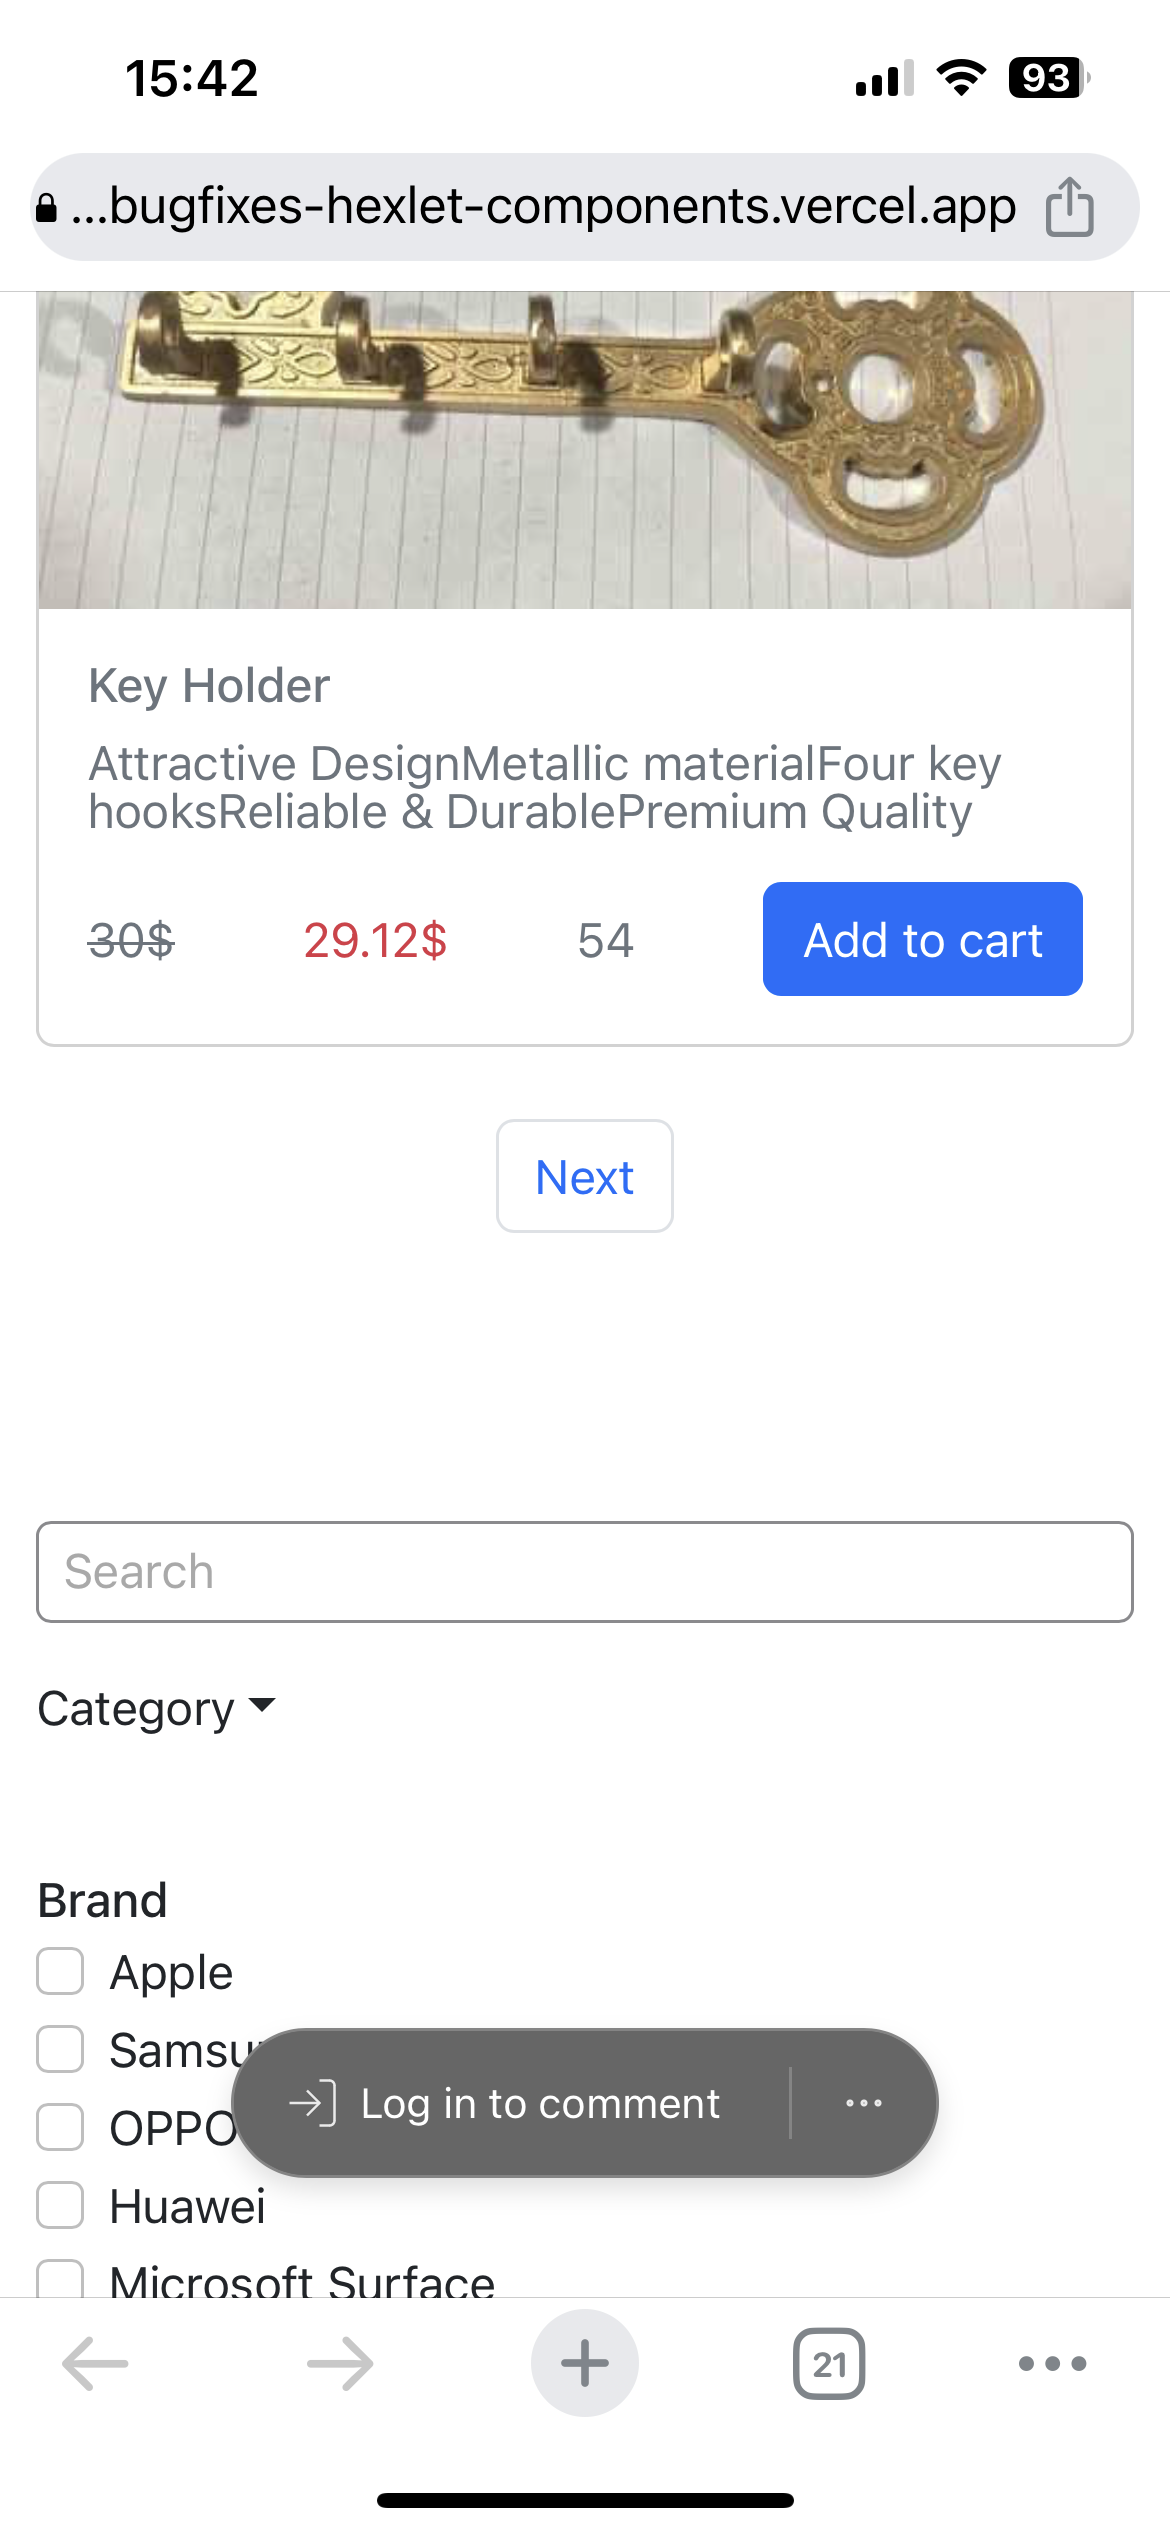 15:42
93
...bugfixes-hexlet-components.vercel.app
Key Holder
Attractive DesignMetallic materialFour key
hooksReliable & DurablePremium Quality
30$ 29.12$ 54 Add to cart
Next
Search
Category
Brand
Apple
Samsu
OPPO
Log in to comment
Huawei
Microsoft Surface
21